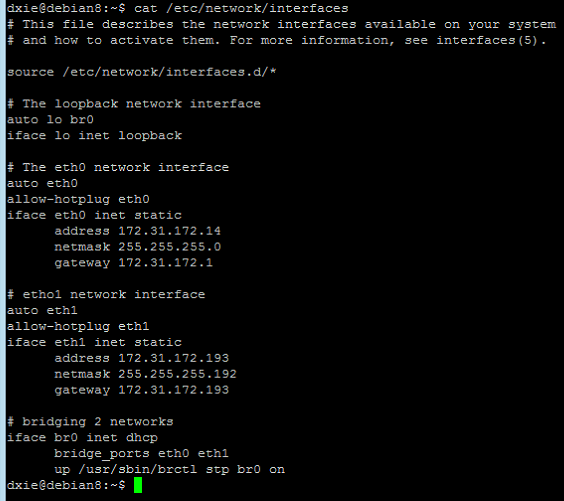 dxie@debian8:~$ cat /etc/network/interfaces
# This file describes the network interfaces available on your system
# and how to activate them. For more information, see interfaces(5).
source /etc/network/interfaces.d/*
# The loopback network interface
auto lo br0
iface lo inet loopback
# The eth0 network interface
auto eth0
allow-hotplug eth0
iface eth0 inet static
address 172.31.172.14
netmask 255.255.255.0
gateway 172.31.172.1
# etho1 network interface
auto eth1
allow-hotplug eth1
iface eth1 inet static
address 172.31.172.193
netmask 255.255.255.192
gateway 172.31.172.193
# bridging 2 networks
iface br0 inet dhcp
bridge_ports eth0 eth1
up /usr/sbin/brctl stp br0 on
dxie@debian8:~$